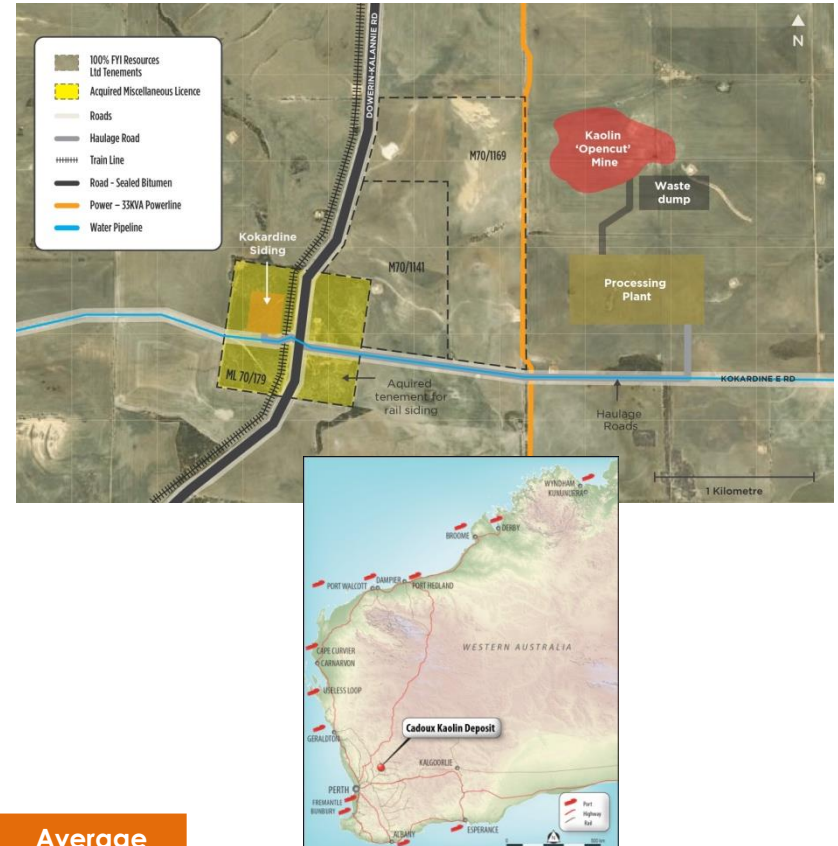 100% FYI Resources
Ltd Tenements
Acquired Miscellaneous Licence
Roads
Haulage Road
Train Line
Road - Sealed Bitumen
Power – 33KVA Powerline
Water Pipeline
DOWERIN-KALANNIE RD
N
M70/1169
Kaolin
'Opencut'
Mine
Waste
dump
Kokardine
Siding
M70/1141
Processing
Plant
ML 70/179
Aquired
tenement for
rail siding
KOKARDINE E RD
Haulage
Roads
1 Kilometre
WYNDHAM
KUNUNURRA
DERBY
BROOME
PORT WALCOTT
DAMPIER
PORT HEDLAND
WESTERN AUSTRALIA
CAPE CURVIER
CARNARVON
USELESS LOOP
GERALDTON
Cadoux Kaolin Deposit
KALGOORLIE
PERTH
FREMANTLE
BUNBURY
ALBANY
ESPERANCE
Port
Highway
Rail
N
0
500 km
Average